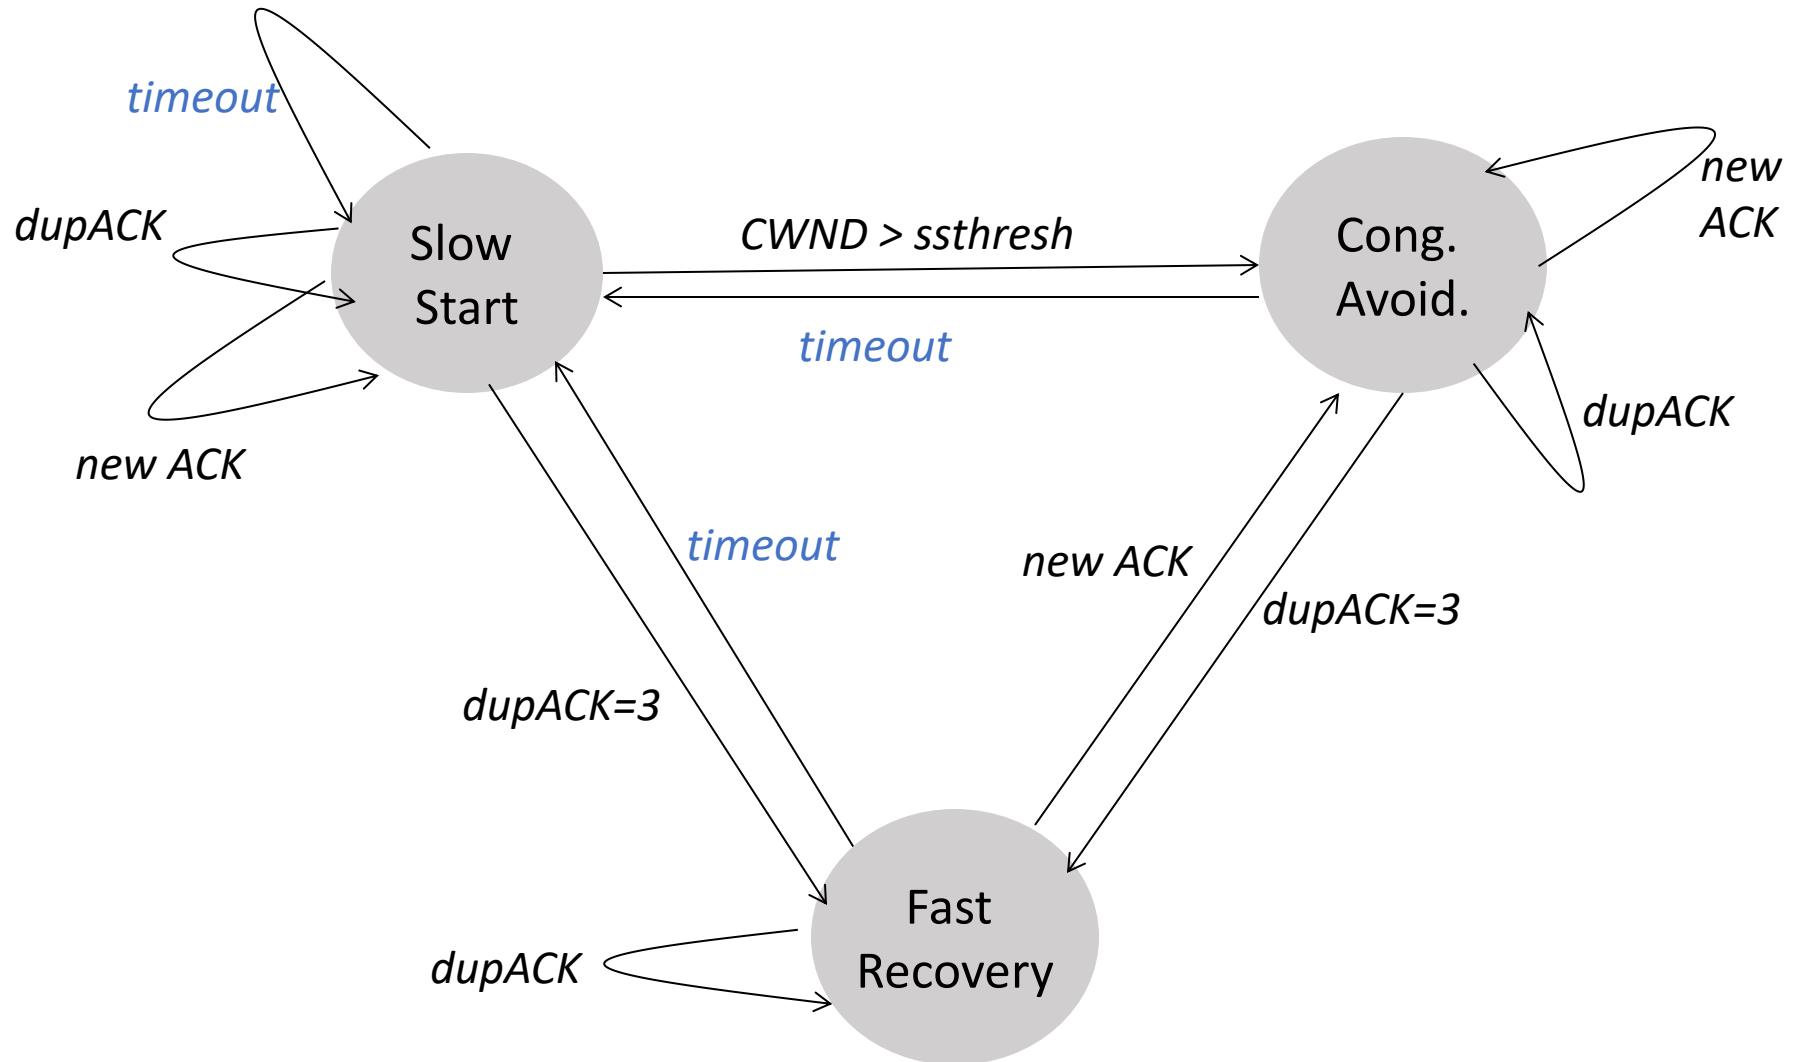 timeout
dupACK
Slow
Start
new ACK
CWND > ssthresh
timeout
Cong.
Avoid.
new
ACK
dupACK
timeout
new ACK
dupACK=3
dupACK=3
Fast
Recovery
dupACK